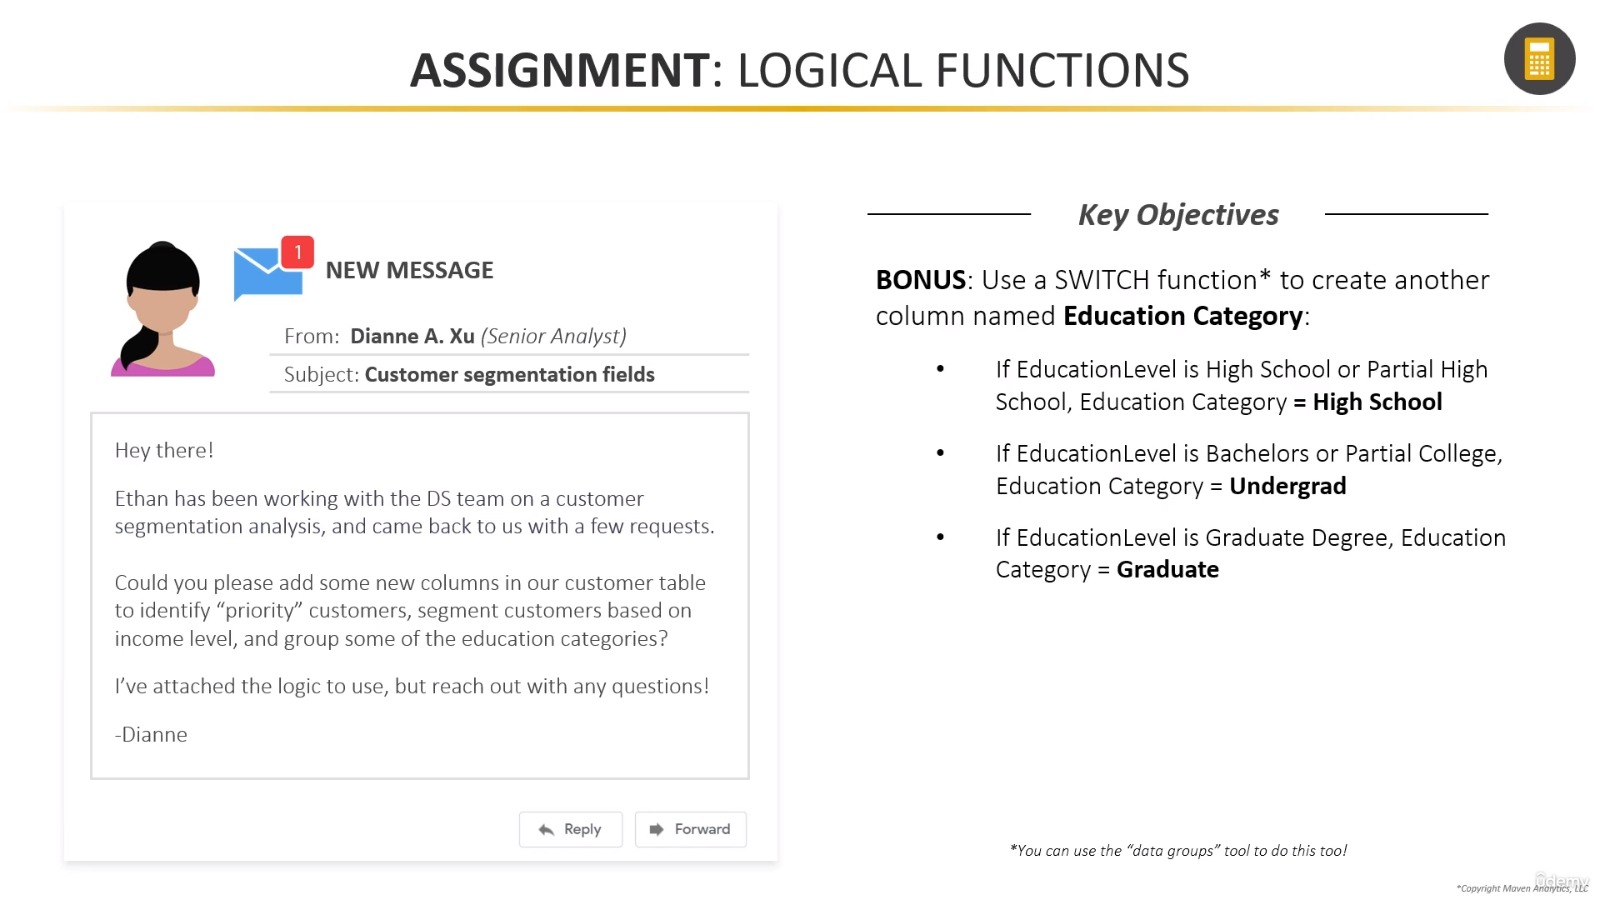 ASSIGNMENT: LOGICAL FUNCTIONS
1
NEW MESSAGE
From: Dianne A. Xu (Senior Analyst)
Subject: Customer segmentation fields
Hey there!
Ethan has been working with the DS team on a customer
segmentation analysis, and came back to us with a few requests.
Could you please add some new columns in our customer table
to identify “priority” customers, segment customers based on
income level, and group some of the education categories?
I’ve attached the logic to use, but reach out with any questions!
-Dianne
Reply
Forward
Key Objectives
BONUS: Use a SWITCH function* to create another
column named Education Category:
• If EducationLevel is High School or Partial High
School, Education Category = High School
• If EducationLevel is Bachelors or Partial College,
Education Category = Undergrad
• If EducationLevel is Graduate Degree, Education
Category = Graduate
*You can use the “data groups” tool to do this too!
*Copyright Maven Analytics, LLC
ûdemy